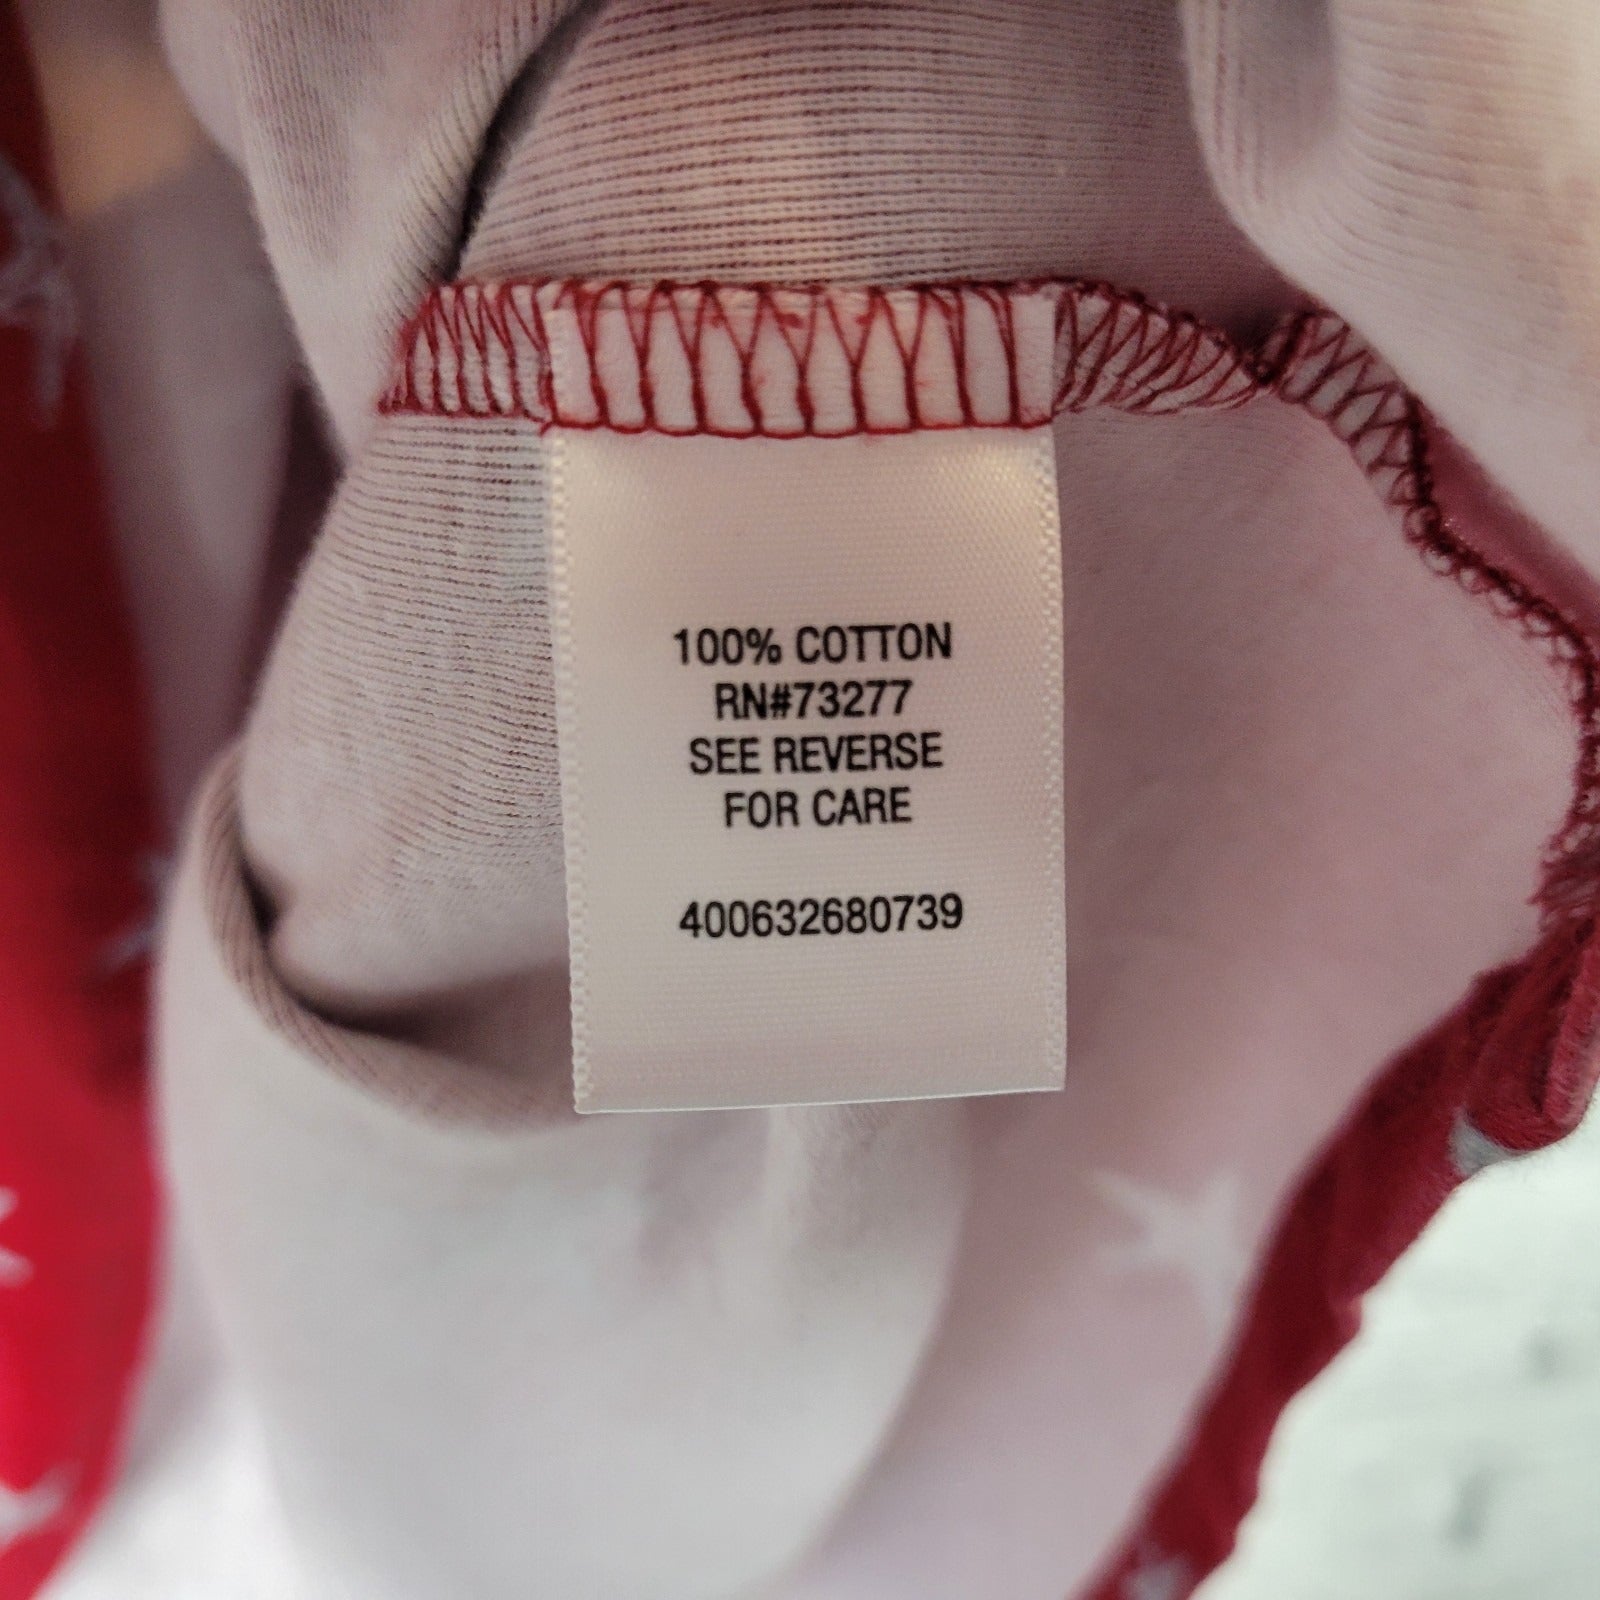 100% COTTON
RN#73277
SEE REVERSE
FOR CARE
400632680739